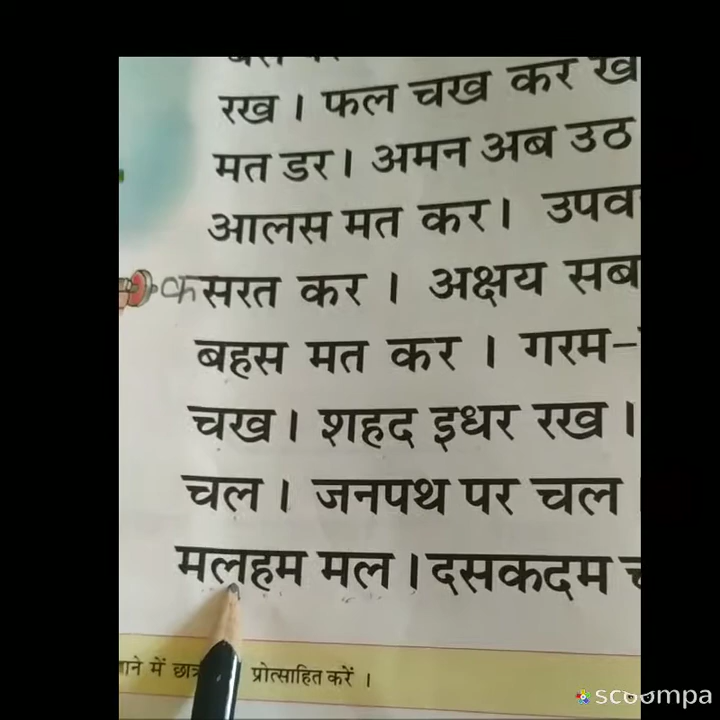 रख । फल चख कर
मत डर । अमन अब उठ
आलस मत कर ।
कसरत कर । अक्षय सब
बहस मत कर । गरम-
चख । शहद इधर रख ।
चल । जनपथ पर चल
मलहम मल । दसकदम
में प्रोत्साहित करें ।
scoompa